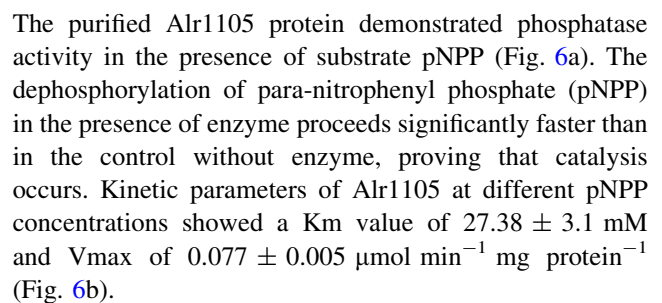 The purified Alr1105 protein demonstrated phosphatase
activity in the presence of substrate pNPP (Fig. 6a). The
dephosphorylation of para-nitrophenyl phosphate (pNPP)
in the presence of enzyme proceeds significantly faster than
in the control without enzyme, proving that catalysis
occurs. Kinetic parameters of Alr1105 at different pNPP
concentrations showed a Km value of 27.38 ± 3.1 mM
and Vmax of 0.077 ± 0.005 μmol min⁻¹ mg protein⁻¹
(Fig. 6b).